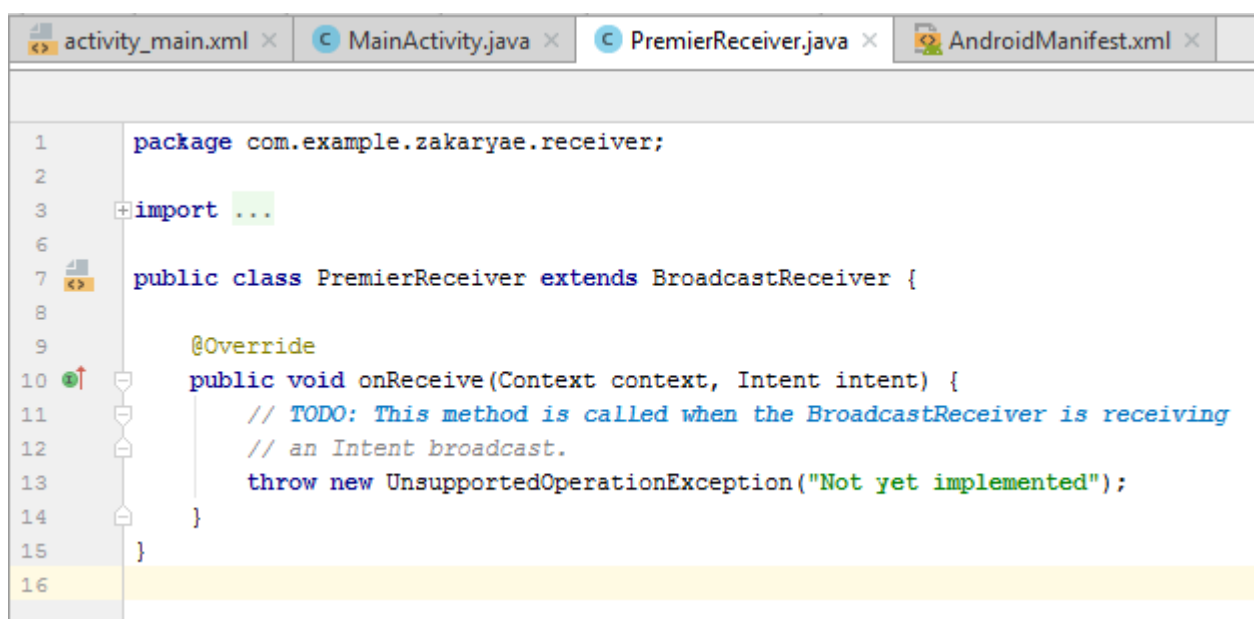 activity_main.xml × C MainActivity.java × C PremierReceiver.java × AndroidManifest.xml ×
1 package com.example.zakaryae.receiver;
2
3 import ...
6
7 public class PremierReceiver extends BroadcastReceiver {
8
9 @Override
10 public void onReceive(Context context, Intent intent) {
11 // TODO: This method is called when the BroadcastReceiver is receiving
12 // an Intent broadcast.
13 throw new UnsupportedOperationException("Not yet implemented");
14 }
15 }
16